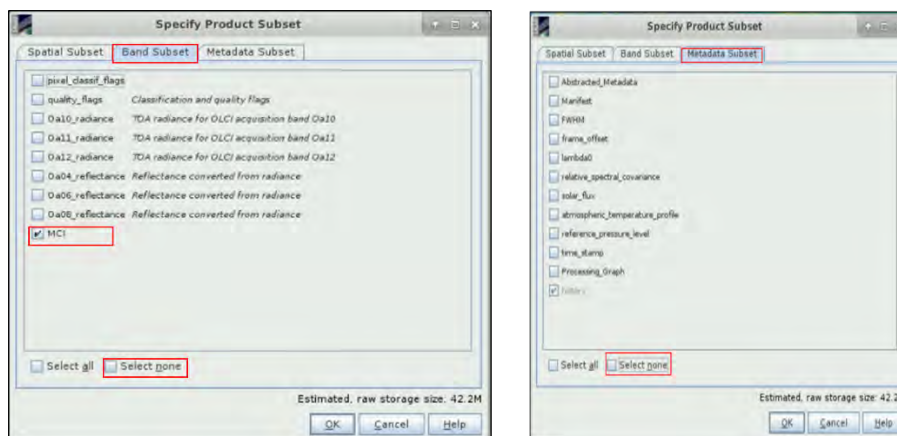 Specify Product Subset
Spatial Subset Band Subset Metadata Subset
pixel_classif_flags
quality_flags Classification and quality flags
Oa10_radiance TOA radiance for OLCI acquisition band Oa10
Oa11_radiance TOA radiance for OLCI acquisition band Oa11
Oa12_radiance TOA radiance for OLCI acquisition band Oa12
Oa04_reflectance Reflectance converted from radiance
Oa06_reflectance Reflectance converted from radiance
Oa08_reflectance Reflectance converted from radiance
MCI
Select all Select none
Estimated, raw storage size: 42.2M
OK Cancel Help
Specify Product Subset
Spatial Subset Band Subset Metadata Subset
Abstracted_Metadata
Manifest
FWHM
frame_offset
lambda0
relative_spectral_covariance
solar_flux
atmospheric_temperature_profile
reference_pressure_level
time_stamp
Processing_Graph
history
Select all Select none
Estimated, raw storage size: 42.2
OK Cancel Help